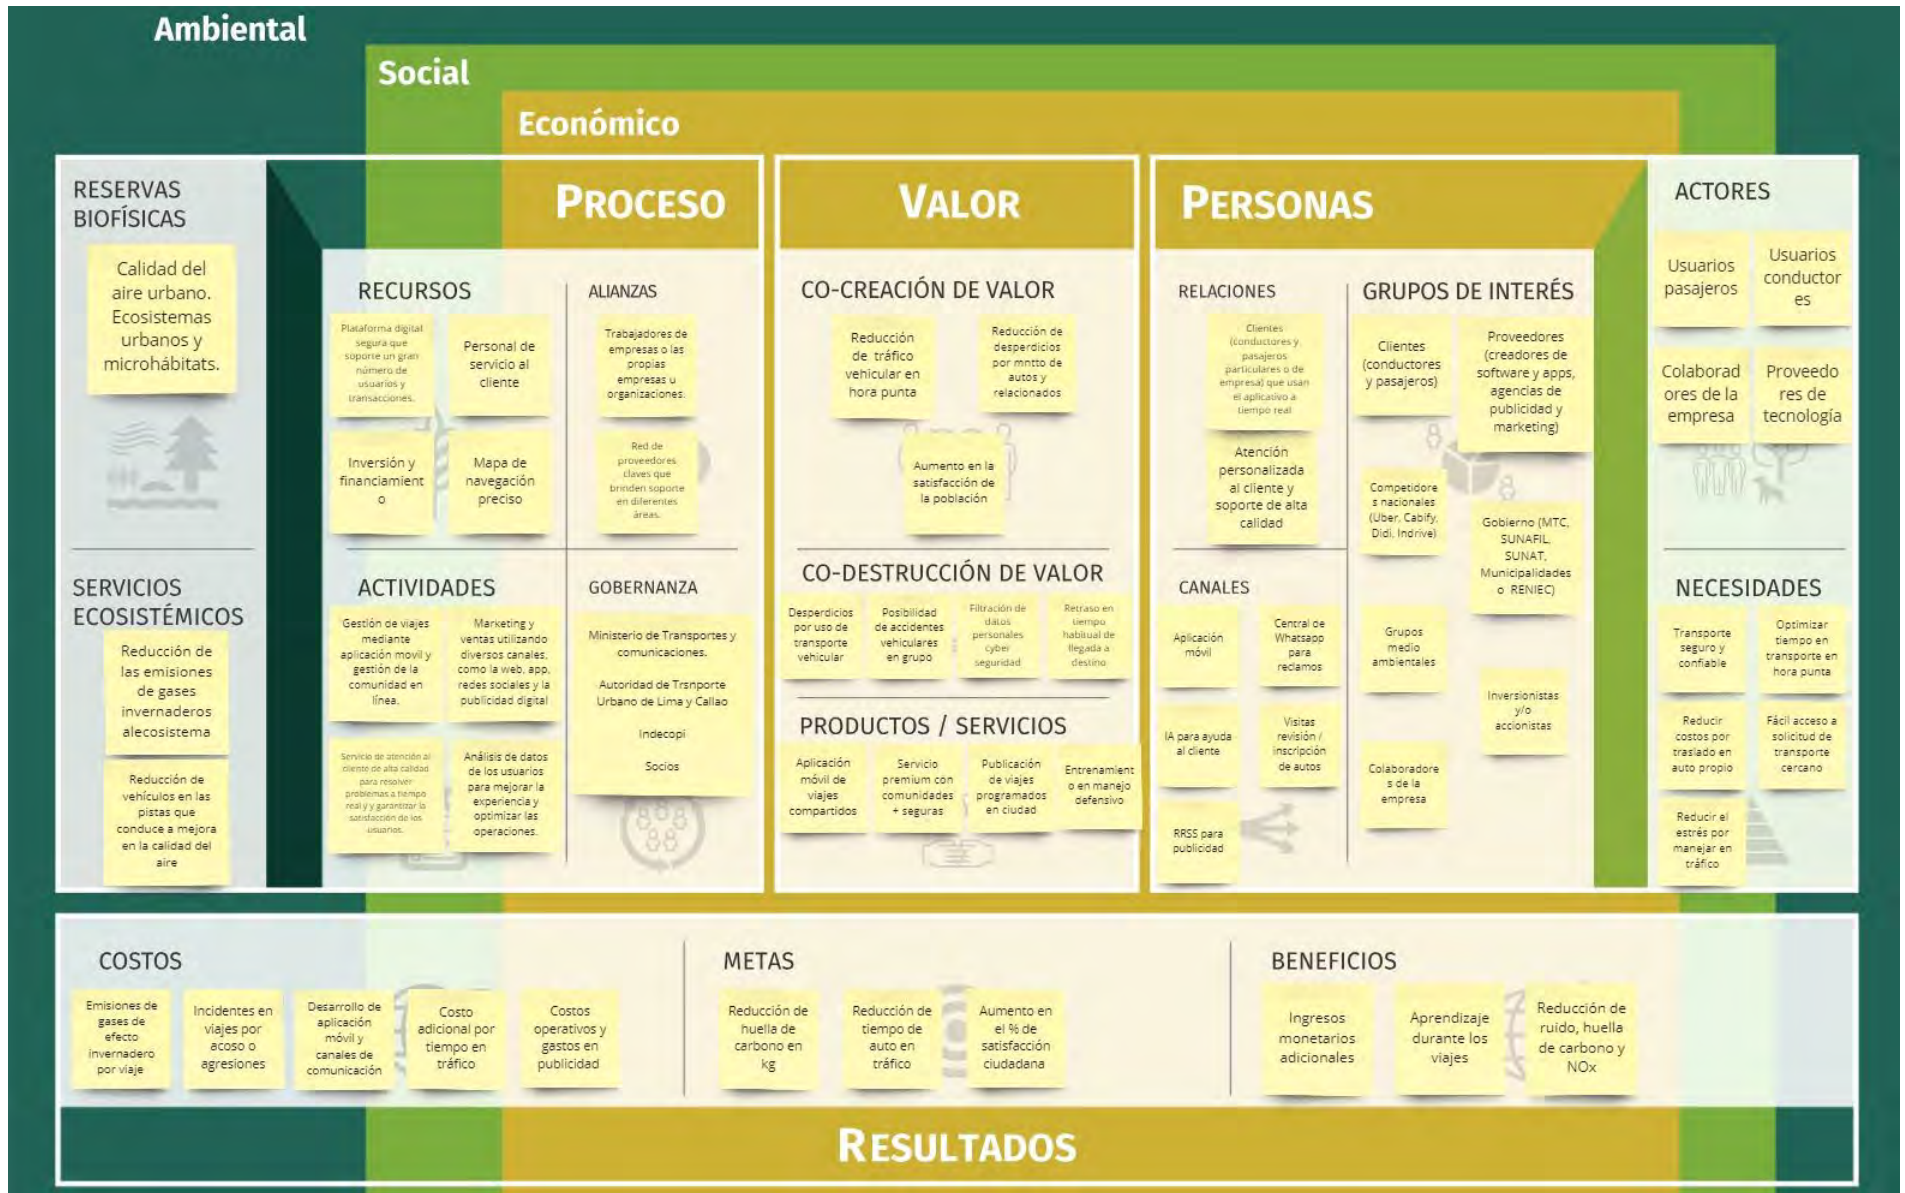 Ambiental
Social
Económico
RESERVAS
BIOFÍSICAS
Calidad del
aire urbano.
Ecosistemas
urbanos y
microhábitats.
SERVICIOS
ECOSISTÉMICOS
Reducción de
las emisiones
de gases
invernaderos
alecosistema
Reducción de
vehículos en las
pistas que
conduce a mejora
en la calidad del
aire
PROCESO
RECURSOS
Plataforma digital
segura que
soporte un gran
número de
usuarios y
transacciones.
Personal de
servicio al
cliente
Inversión y
financiamient
o
Mapa de
navegación
preciso
ALIANZAS
Trabajadores de
empresas o las
propias
empresas u
organizaciones.
Red de
proveedores
claves que
brinden soporte
en diferentes
áreas.
ACTIVIDADES
Gestión de viajes
mediante
aplicación movil y
gestión de la
comunidad en
línea.
Marketing y
ventas utilizando
diversos canales,
como la web, app,
redes sociales y la
publicidad digital
Servicio de atención al
cliente de alta calidad
para resolver
problemas a tiempo
real y y garantizar la
satisfacción de los
usuarios.
Análisis de datos
de los usuarios
para mejorar la
experiencia y
optimizar las
operaciones.
GOBERNANZA
Ministerio de Transportes y
comunicaciones.
Autoridad de Trsnporte
Urbano de Lima y Callao
Indecopi
Socios
VALOR
CO-CREACIÓN DE VALOR
Reducción
de tráfico
vehicular en
hora punta
Reducción de
desperdicios
por mntto de
autos y
relacionados
Aumento en la
satisfacción de
la población
CO-DESTRUCCIÓN DE VALOR
Desperdicios
por uso de
transporte
vehicular
Posibilidad
de accidentes
vehiculares
en grupo
Filtración de
datos
personales
cyber
seguridad
Retraso en
tiempo
habitual de
llegada a
destino
PRODUCTOS / SERVICIOS
Aplicación
móvil de
viajes
compartidos
Servicio
premium con
comunidades
+ seguras
Publicación
de viajes
programados
en ciudad
Entrenamient
o en manejo
defensivo
PERSONAS
RELACIONES
Clientes
(conductores y
pasajeros
particulares o de
empresa) que usan
el aplicativo a
tiempo real
Atención
personalizada
al cliente y
soporte de alta
calidad
CANALES
Aplicación
móvil
Central de
Whatsapp
para
reclamos
IA para ayuda
al cliente
Visitas
revisión /
inscripción
de autos
RRSS para
publicidad
GRUPOS DE INTERÉS
Clientes
(conductores
y pasajeros)
Proveedores
(creadores de
software y apps,
agencias de
publicidad y
marketing)
Competidore
s nacionales
(Uber, Cabify,
Didi, Indrive)
Gobierno (MTC,
SUNAFIL,
SUNAT,
Municipalidades
o RENIEC)
Grupos
medio
ambientales
Inversionistas
y/o
accionistas
Colaboradore
s de la
empresa
ACTORES
Usuarios
pasajeros
Usuarios
conductor
es
Colaborad
ores de la
empresa
Proveedo
res de
tecnología
NECESIDADES
Transporte
seguro y
confiable
Optimizar
tiempo en
transporte en
hora punta
Reducir
costos por
traslado en
auto propio
Fácil acceso a
solicitud de
transporte
cercano
Reducir el
estrés por
manejar en
tráfico
COSTOS
Emisiones de
gases de
efecto
invernadero
por viaje
Incidentes en
viajes por
acoso o
agresiones
Desarrollo de
aplicación
móvil y
canales de
comunicación
Costo
adicional por
tiempo en
tráfico
Costos
operativos y
gastos en
publicidad
METAS
Reducción de
huella de
carbono en
kg
Reducción de
tiempo de
auto en
tráfico
Aumento en
el % de
satisfacción
ciudadana
BENEFICIOS
Ingresos
monetarios
adicionales
Aprendizaje
durante los
viajes
Reducción de
ruido, huella
de carbono y
NOx
RESULTADOS